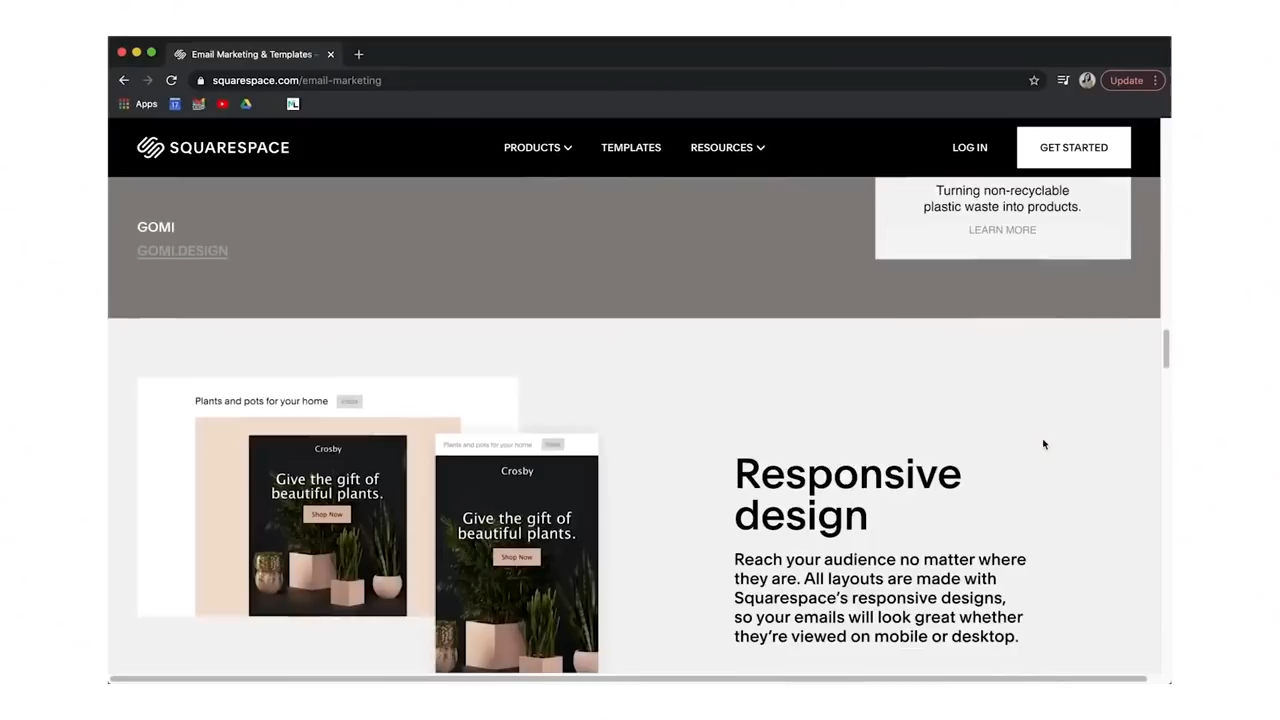 Email Marketing & Templates -
squarespace.com/email-marketing
Update
Apps
17
SQUARESPACE
PRODUCTS
TEMPLATES
RESOURCES
LOG IN
GET STARTED
Turning non-recyclable
plastic waste into products.
LEARN MORE
GOMI
GOMI.DESIGN
Plants and pots for your home
Crosby
Give the gift of
beautiful plants.
Shop Now
Plants and pots for your home
Crosby
Give the gift of
beautiful plants.
Shop Now
Responsive
design
Reach your audience no matter where
they are. All layouts are made with
Squarespace's responsive designs,
so your emails will look great whether
they're viewed on mobile or desktop.